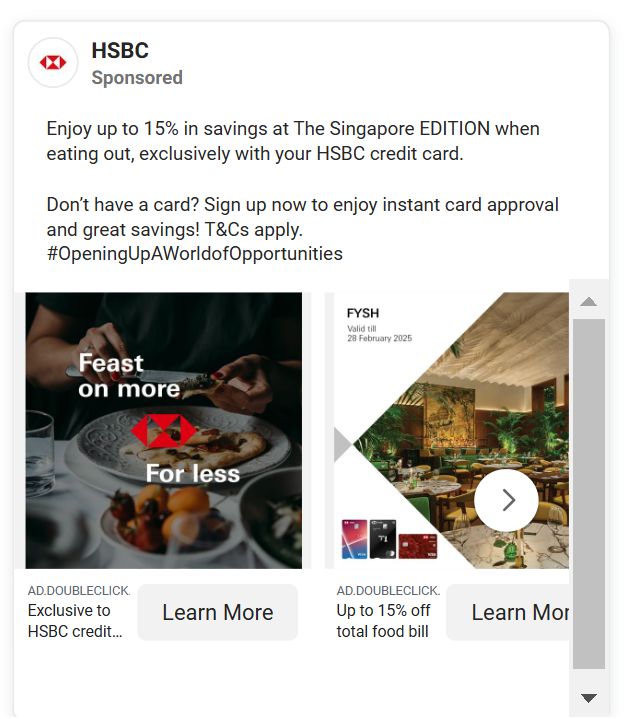 HSBC
Sponsored
Enjoy up to 15% in savings at The Singapore EDITION when
eating out, exclusively with your HSBC credit card.
Don’t have a card? Sign up now to enjoy instant card approval
and great savings! T&Cs apply.
#OpeningUpAWorldofOpportunities
Feast
on more
For less
FYSH
Valid till
28 February 2025
AD.DOUBLECLICK.
Exclusive to
HSBC credit...
Learn More
AD.DOUBLECLICK.
Up to 15% off
total food bill
Learn Mor